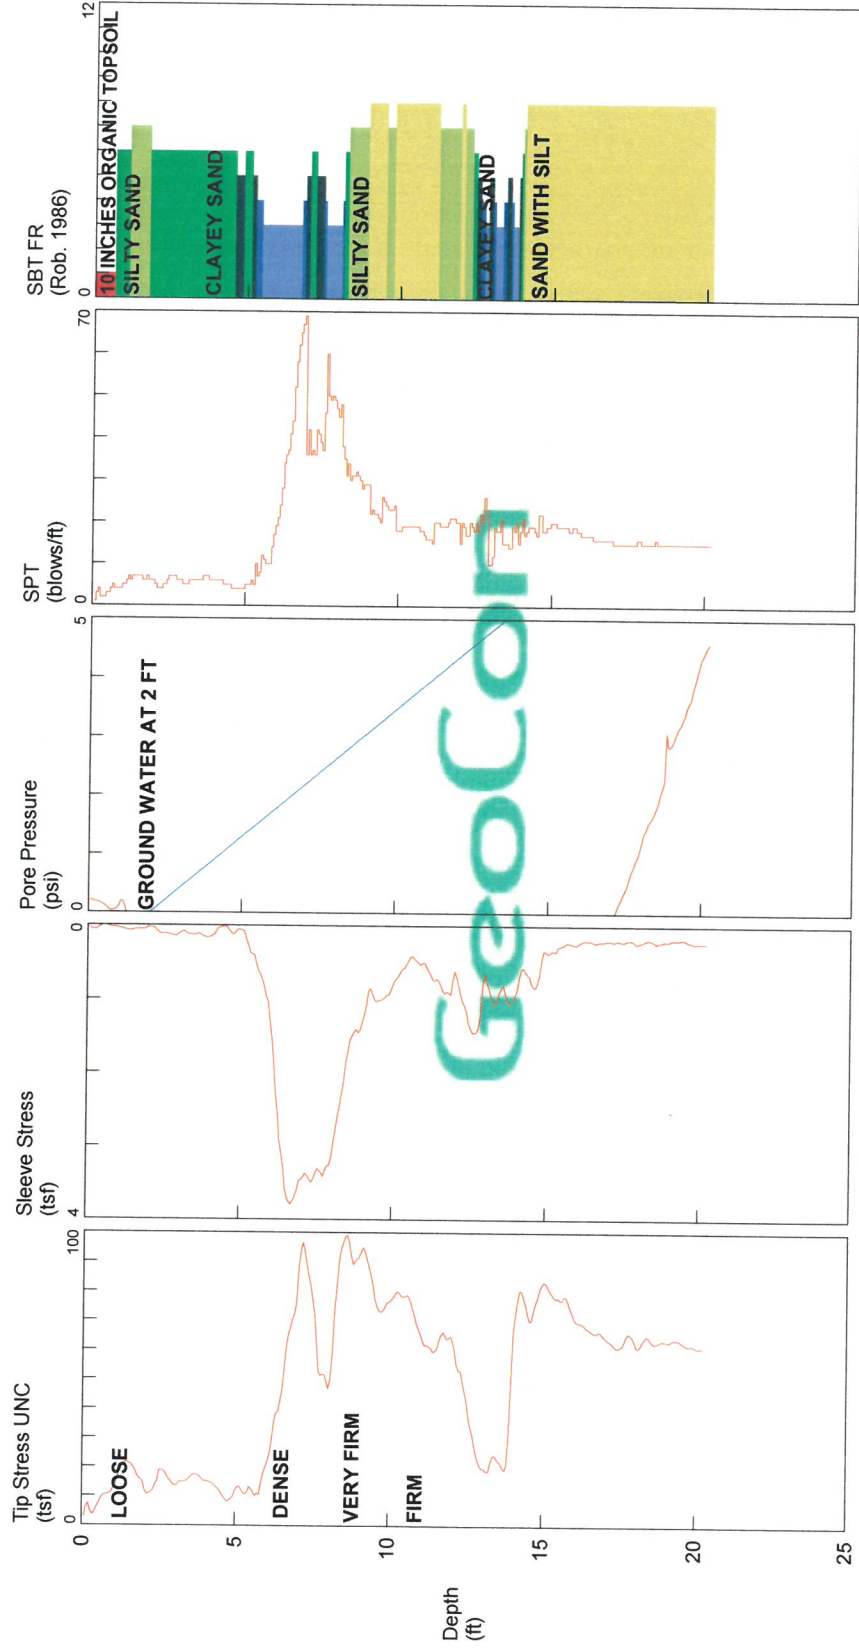 Tip Stress UNC
(tsf)
0
100
LOOSE
DENSE
VERY FIRM
FIRM
Sleeve Stress
(tsf)
4
0
Pore Pressure
(psi)
0
5
GROUND WATER AT 2 FT
SPT
(blows/ft)
0
70
SBT FR
(Rob. 1986)
0
12
10 INCHES ORGANIC TOPSOIL
SILTY SAND
CLAYEY SAND
SILTY SAND
CLAYEY SAND
SAND WITH SILT
0
5
10
15
20
25
Depth
(ft)
GeoCon